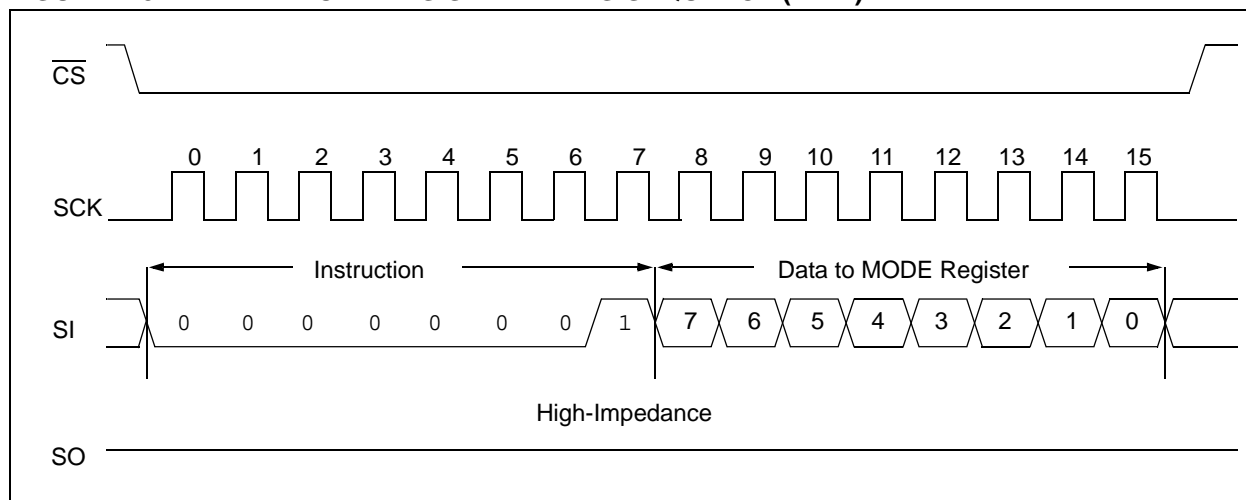 CS
0 1 2 3 4 5 6 7 8 9 10 11 12 13 14 15
SCK
Instruction Data to MODE Register
SI 0 0 0 0 0 0 0 1 7 6 5 4 3 2 1 0
High-Impedance
SO